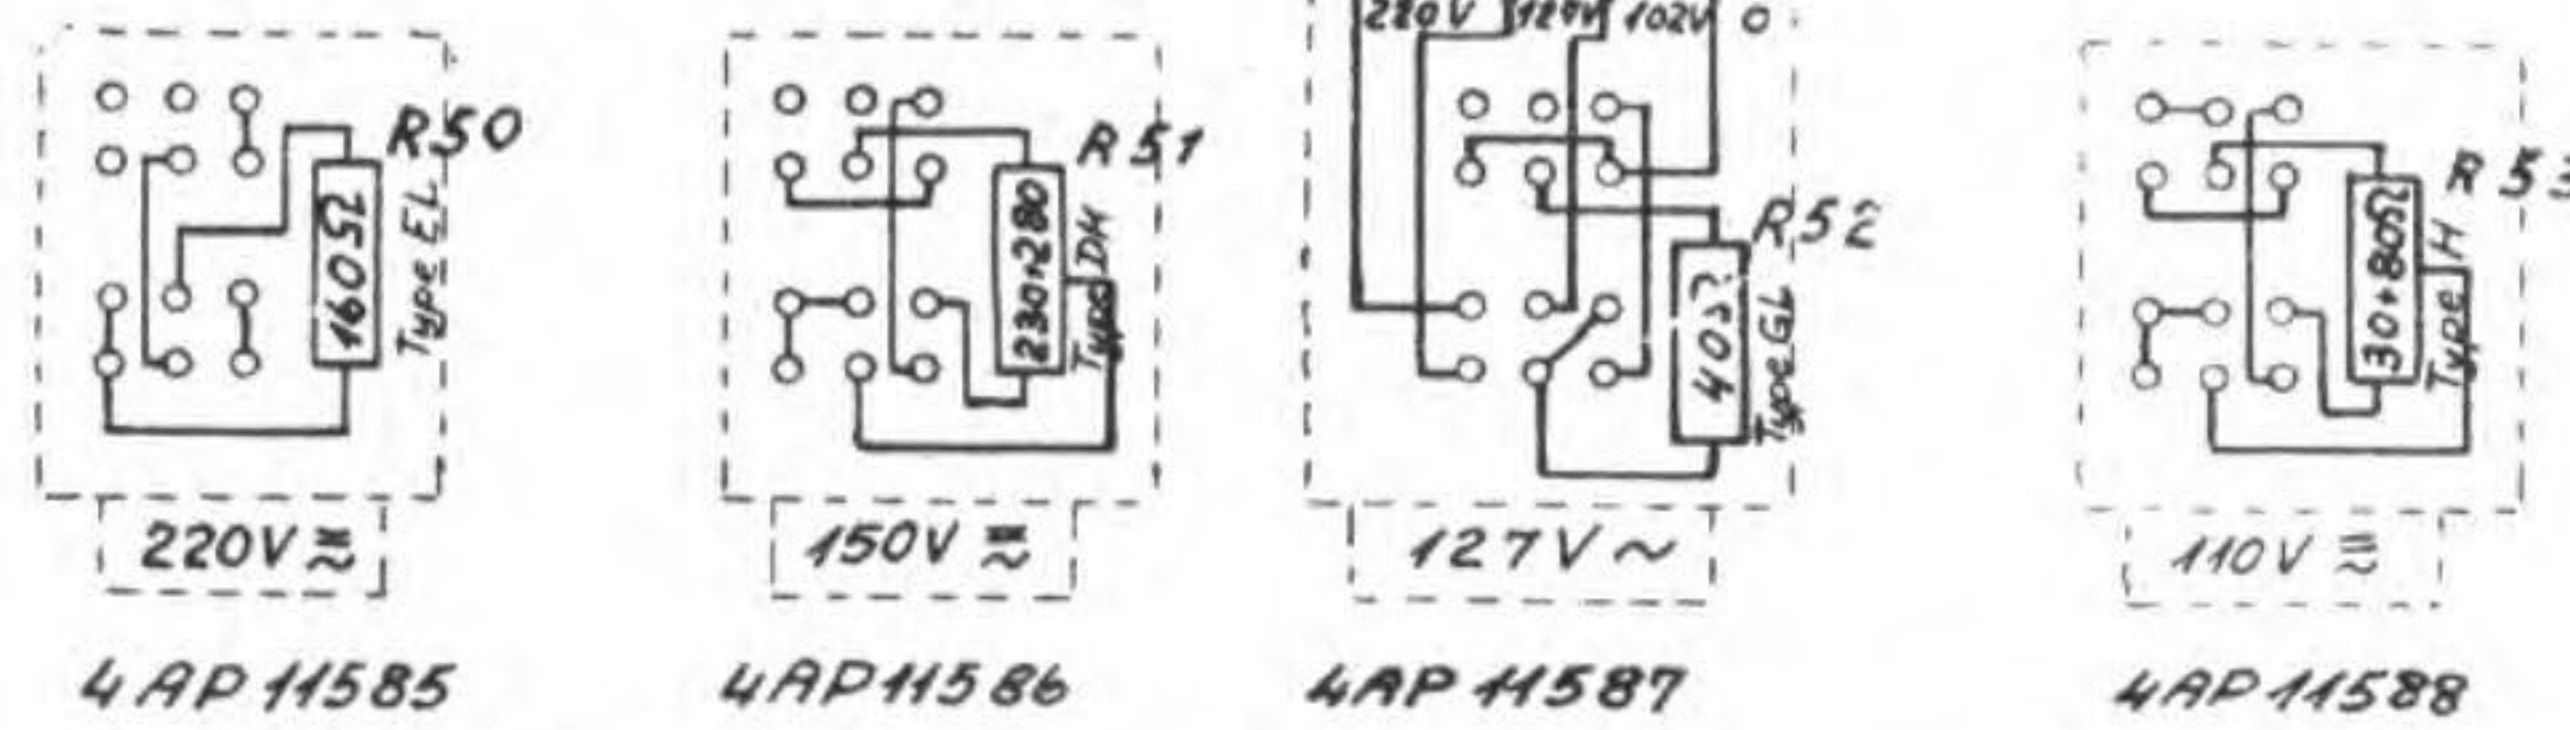 220V 127V 102V 0
R50
160Ω
Type EL
220V ≂
4AP11585
R51
230+280
Type DH
150V ≂
4AP11586
R52
40Ω
Type GL
127V ~
4AP11587
R53
30+80Ω
Type H
110V ≂
4AP11588